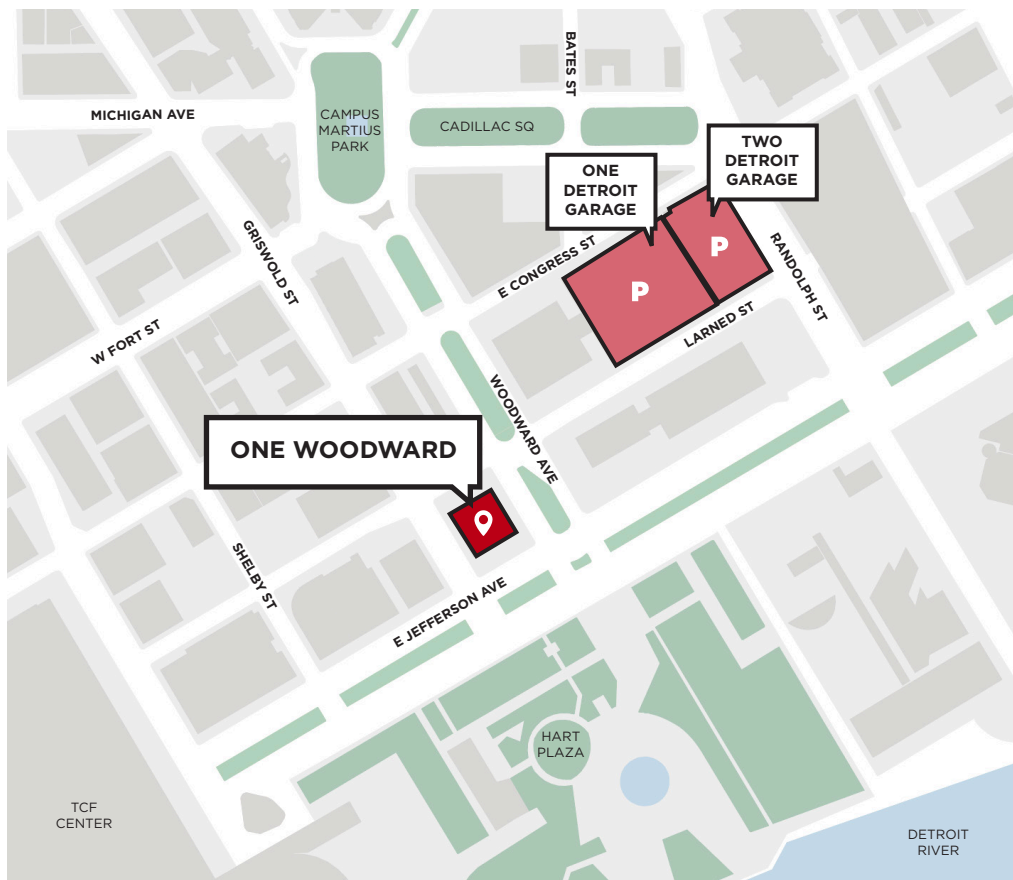 BATES ST
MICHIGAN AVE
CAMPUS
MARTIUS
PARK
CADILLAC SQ
TWO
DETROIT
GARAGE
ONE
DETROIT
GARAGE
GRISWOLD ST
E CONGRESS ST
P
P
RANDOLPH ST
LARNED ST
W FORT ST
WOODWARD AVE
ONE WOODWARD
SHELBY ST
E JEFFERSON AVE
HART
PLAZA
TCF
CENTER
DETROIT
RIVER